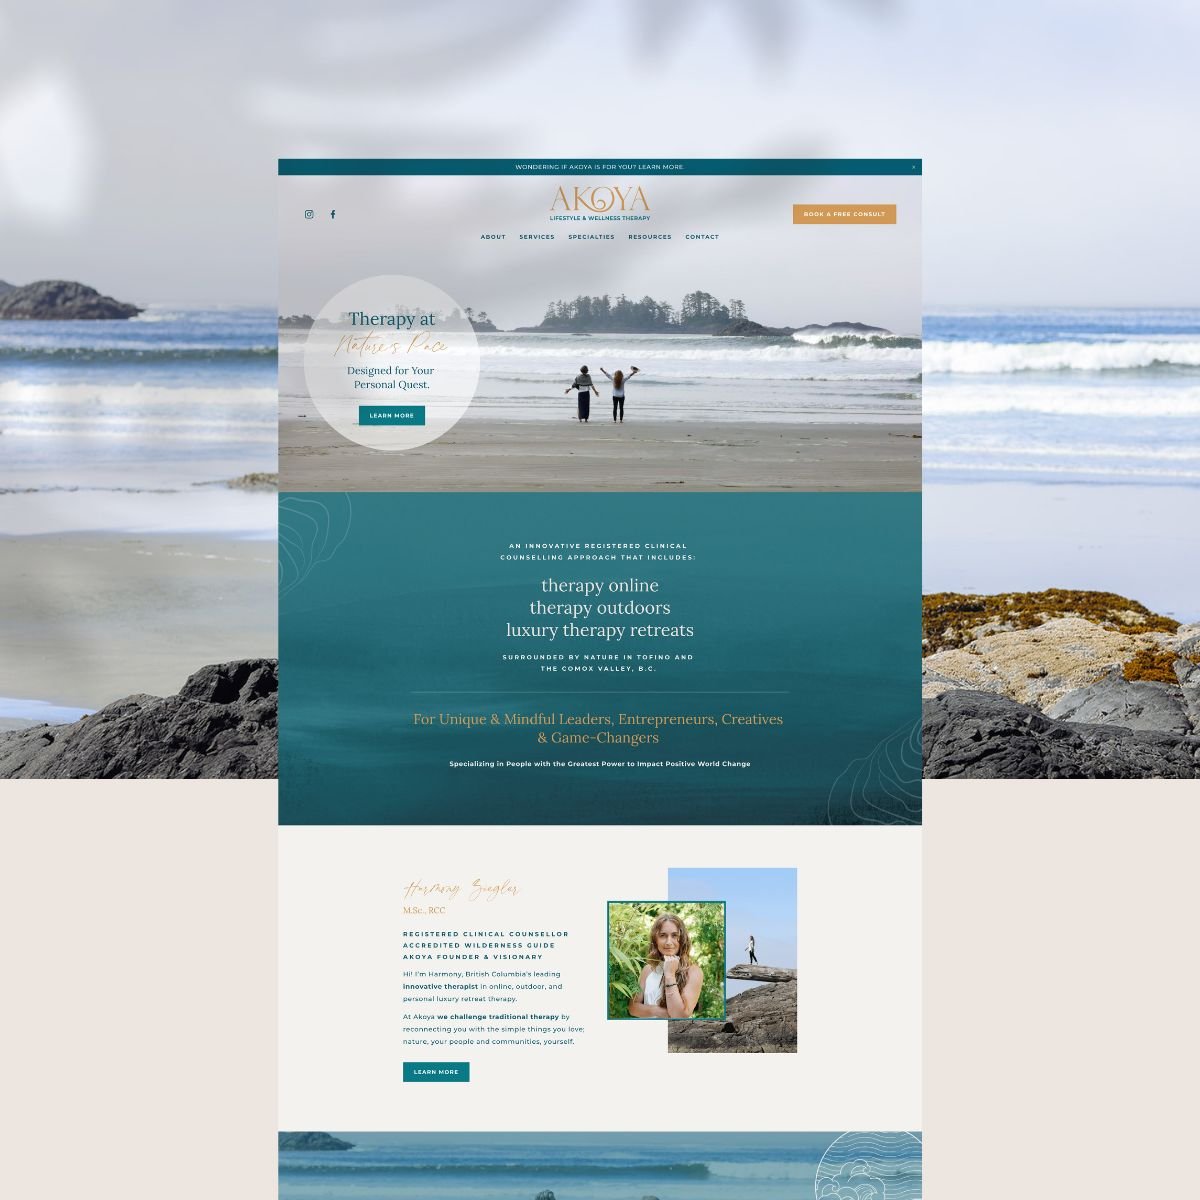 WONDERING IF AKOYA IS FOR YOU? LEARN MORE.
×
AKOYA
LIFESTYLE & WELLNESS THERAPY
BOOK A FREE CONSULT
ABOUT SERVICES SPECIALTIES RESOURCES CONTACT
Therapy at
Nature's Pace
Designed for Your
Personal Quest.
LEARN MORE
AN INNOVATIVE REGISTERED CLINICAL
COUNSELLING APPROACH THAT INCLUDES:
therapy online
therapy outdoors
luxury therapy retreats
SURROUNDED BY NATURE IN TOFINO AND
THE COMOX VALLEY, B.C.
For Unique & Mindful Leaders, Entrepreneurs, Creatives
& Game-Changers
Specializing in People with the Greatest Power to Impact Positive World Change
Harmony Ziegler
M.Sc., RCC
REGISTERED CLINICAL COUNSELLOR
ACCREDITED WILDERNESS GUIDE
AKOYA FOUNDER & VISIONARY
Hi! I'm Harmony, British Columbia's leading
innovative therapist in online, outdoor, and
personal luxury retreat therapy.
At Akoya we challenge traditional therapy by
reconnecting you with the simple things you love;
nature, your people and communities, yourself.
LEARN MORE